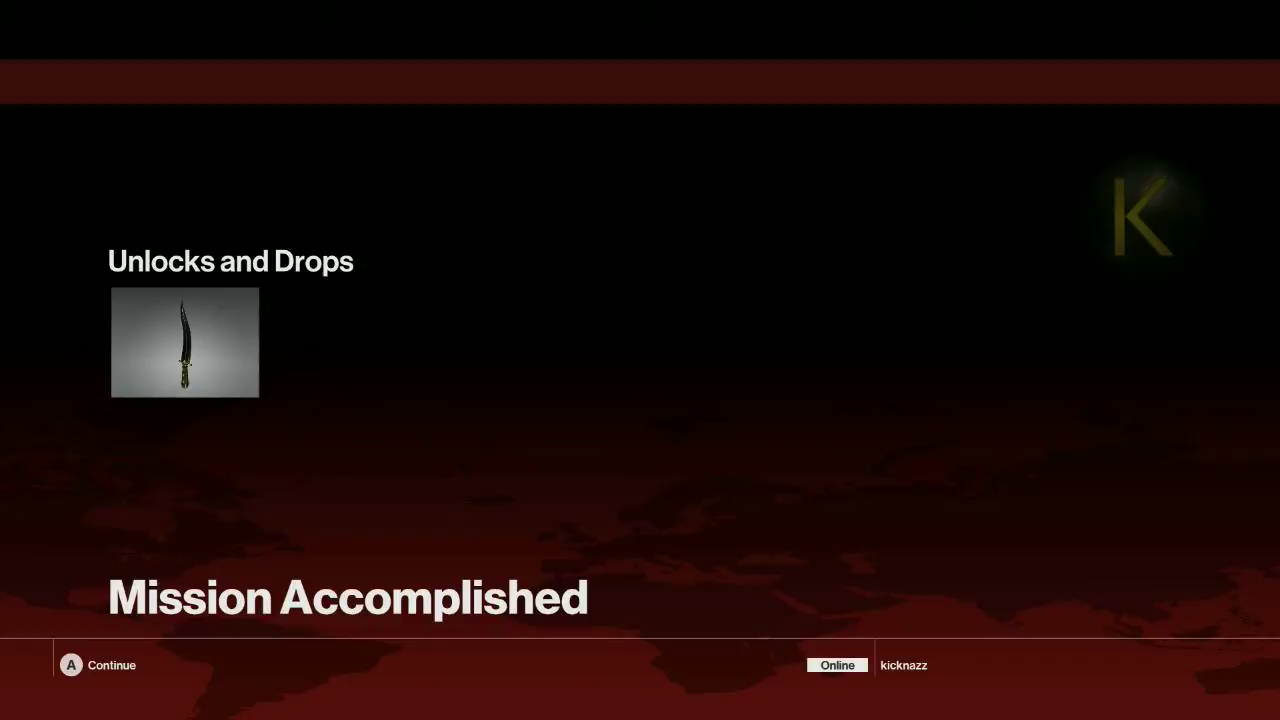 K
Unlocks and Drops
Mission Accomplished
A Continue
Online kicknazz